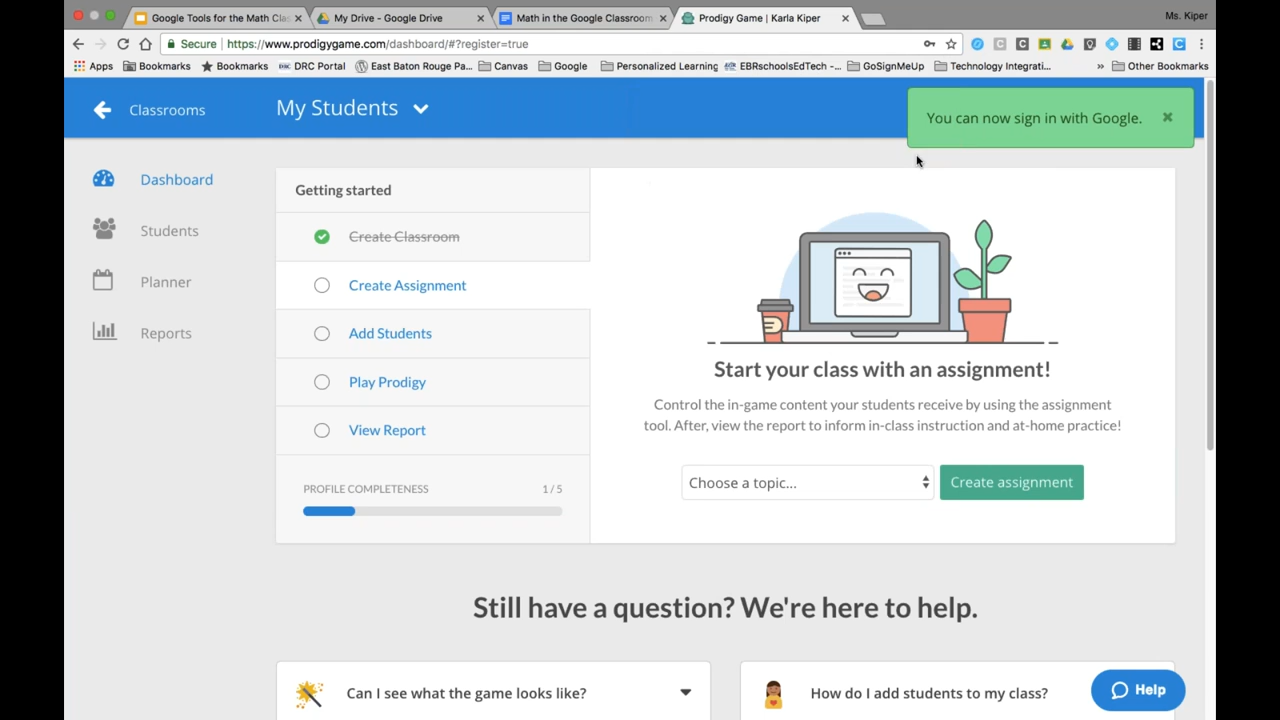 Google Tools for the Math Clas
My Drive - Google Drive
Math in the Google Classroom
Prodigy Game | Karla Kiper
Ms. Kiper
Secure
https://www.prodigygame.com/dashboard/#?register=true
Apps
Bookmarks
Bookmarks
DRC Portal
East Baton Rouge Pa...
Canvas
Google
Personalized Learning
EBRschoolsEdTech -...
GoSignMeUp
Technology Integrati...
»
Other Bookmarks
Classrooms
My Students
You can now sign in with Google.
Dashboard
Students
Planner
Reports
Getting started
Create Classroom
Create Assignment
Add Students
Play Prodigy
View Report
PROFILE COMPLETENESS 1 / 5
Start your class with an assignment!
Control the in-game content your students receive by using the assignment
tool. After, view the report to inform in-class instruction and at-home practice!
Choose a topic...
Create assignment
Still have a question? We're here to help.
Can I see what the game looks like?
How do I add students to my class?
Help